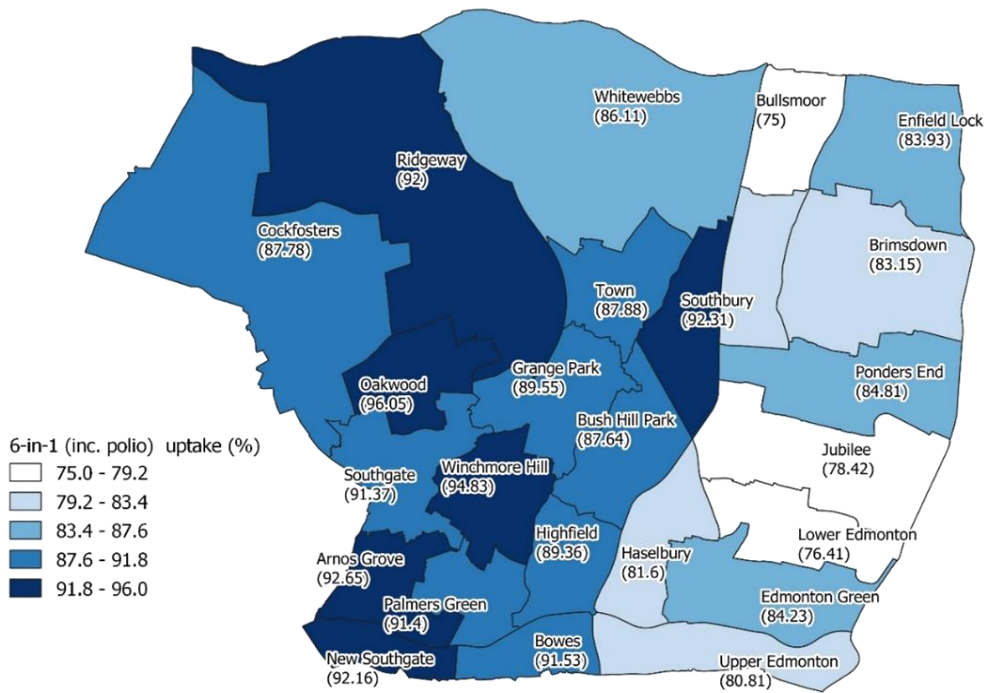 Whitewebbs
(86.11)
Bullsmoor
(75)
Enfield Lock
(83.93)
Ridgeway
(92)
Cockfosters
(87.78)
Brimsdown
(83.15)
Town
(87.88)
Southbury
(92.31)
Grange Park
(89.55)
Ponders End
(84.81)
Oakwood
(96.05)
Bush Hill Park
(87.64)
6-in-1 (inc. polio) uptake (%)
75.0 - 79.2
79.2 - 83.4
83.4 - 87.6
87.6 - 91.8
91.8 - 96.0
Southgate
(91.37)
Winchmore Hill
(94.83)
Jubilee
(78.42)
Highfield
(89.36)
Haselbury
(81.6)
Lower Edmonton
(76.41)
Arnos Grove
(92.65)
Palmers Green
(91.4)
Edmonton Green
(84.23)
New Southgate
(92.16)
Bowes
(91.53)
Upper Edmonton
(80.81)